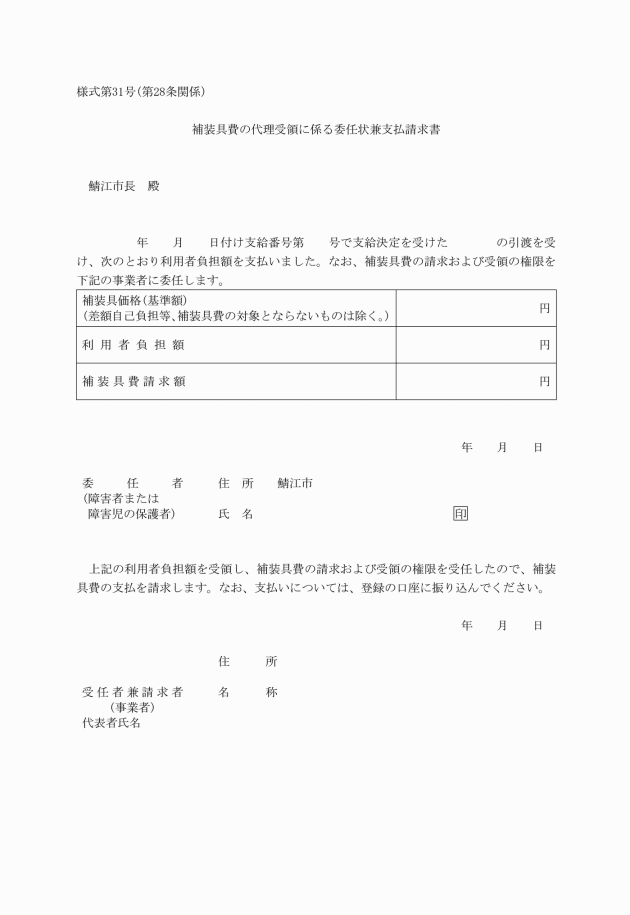 様式第31号(第28条関係)
補装具費の代理受領に係る委任状兼支払請求書
鯖江市長　殿
年　　月　　日付け支給番号第　　号で支給決定を受けた　　　　の引渡を受
け、次のとおり利用者負担額を支払いました。なお、補装具費の請求および受領の権限を
下記の事業者に委任します。
補装具価格(基準額)
(差額自己負担等、補装具費の対象とならないものは除く。)　円
利用者負担額　円
補装具費請求額　円
年　　月　　日
委　任　者　　住　所　　鯖江市
(障害者または
障害児の保護者)　　氏　名　　印
上記の利用者負担額を受領し、補装具費の請求および受領の権限を受任したので、補装
具費の支払を請求します。なお、支払いについては、登録の口座に振り込んでください。
年　　月　　日
住　　所
受任者兼請求者　　名　　称
(事業者)
代表者氏名